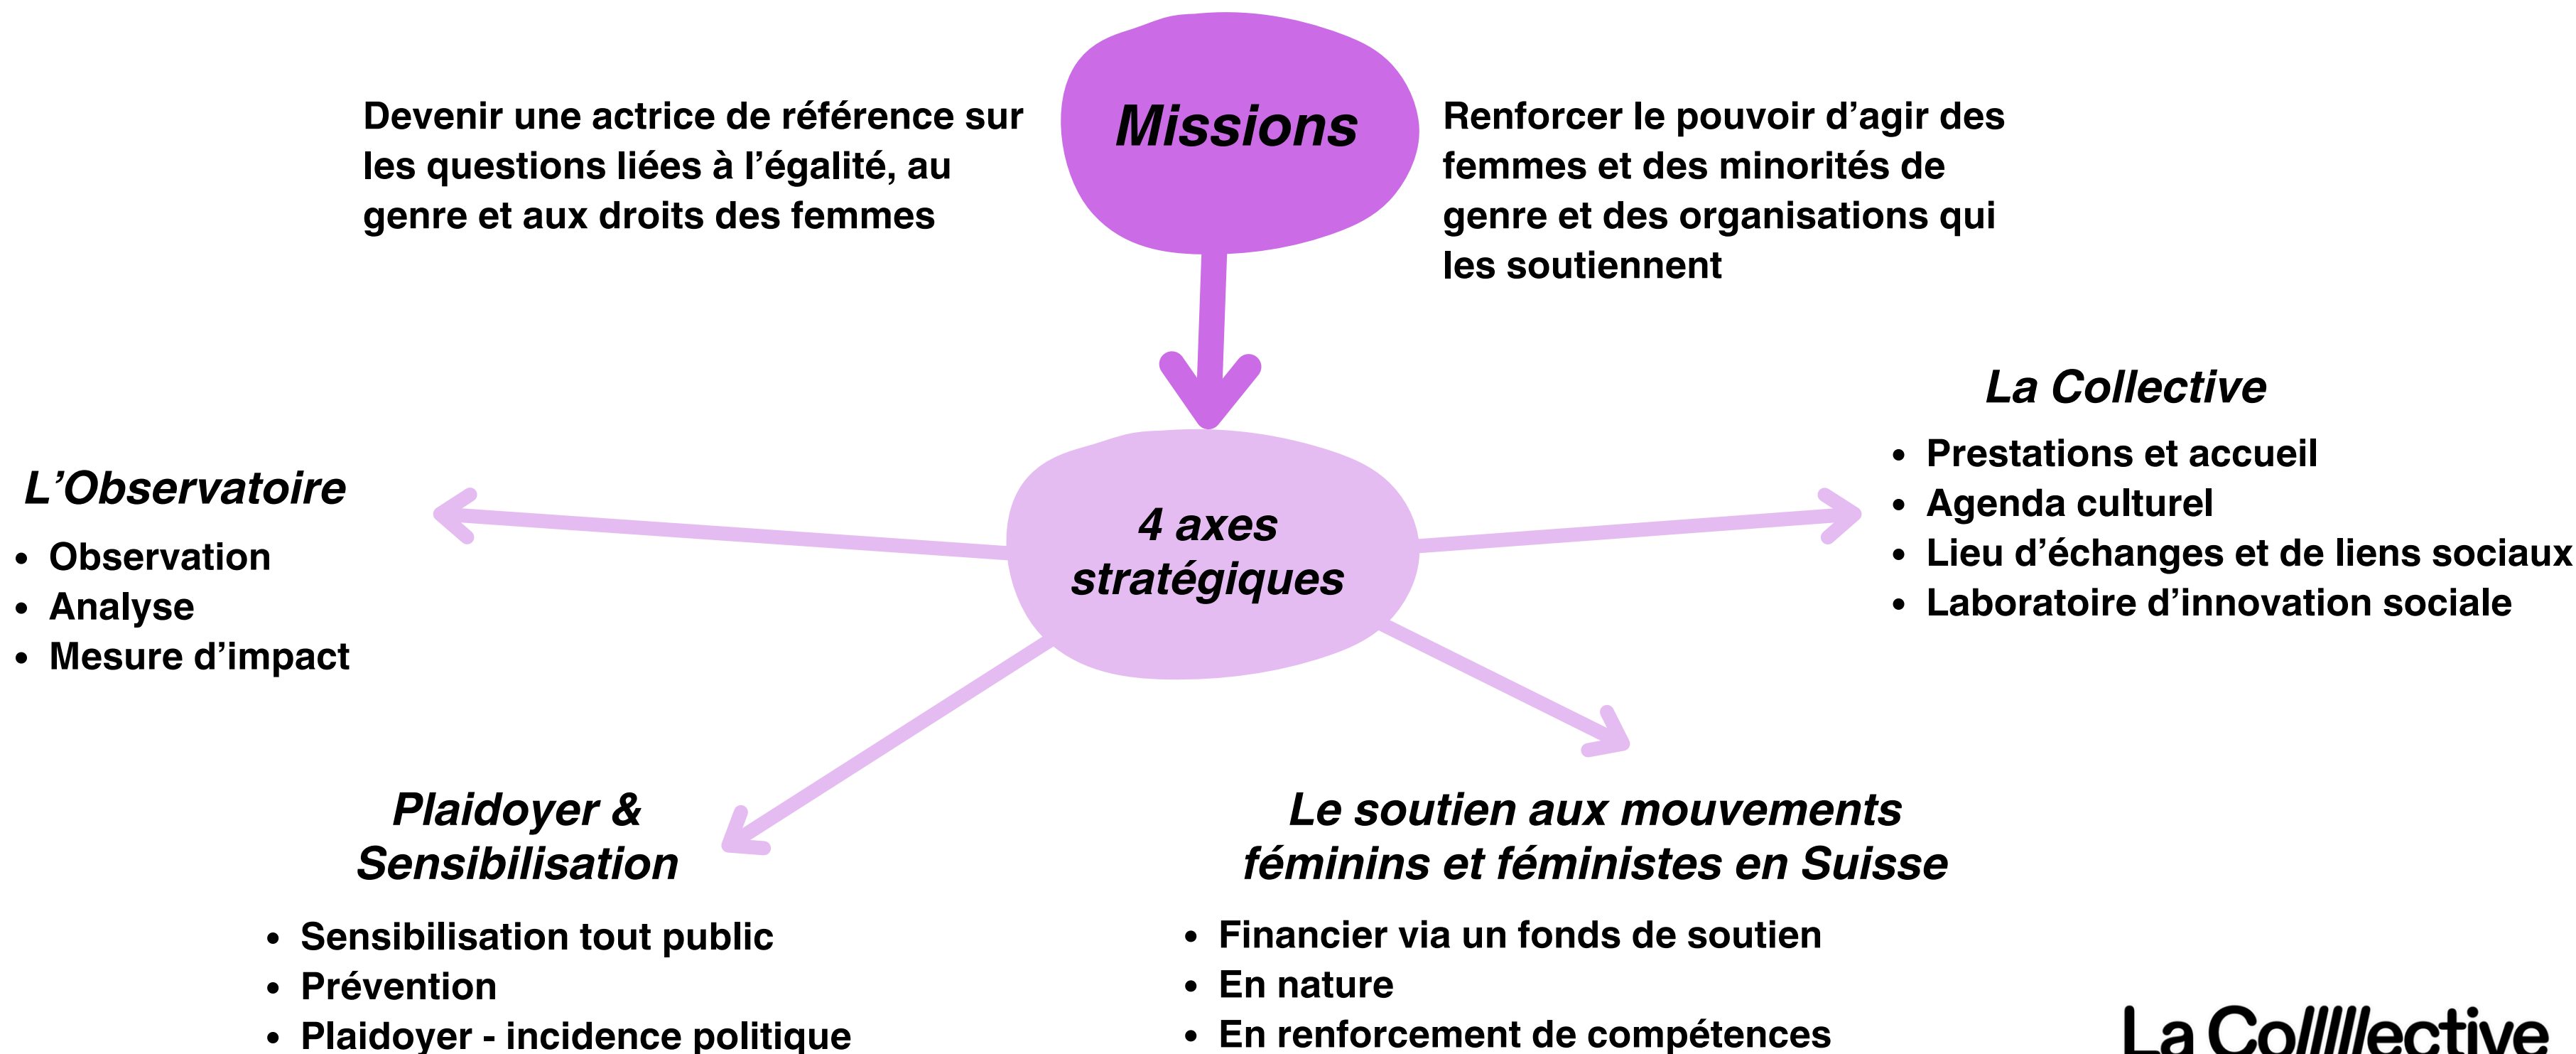 Missions
Devenir une actrice de référence sur
les questions liées à l’égalité, au
genre et aux droits des femmes
Renforcer le pouvoir d’agir des
femmes et des minorités de
genre et des organisations qui
les soutiennent
4 axes
stratégiques
L’Observatoire
• Observation
• Analyse
• Mesure d’impact
La Collective
• Prestations et accueil
• Agenda culturel
• Lieu d’échanges et de liens sociaux
• Laboratoire d’innovation sociale
Plaidoyer &
Sensibilisation
• Sensibilisation tout public
• Prévention
• Plaidoyer - incidence politique
Le soutien aux mouvements
féminins et féministes en Suisse
• Financier via un fonds de soutien
• En nature
• En renforcement de compétences
La Co//////ective